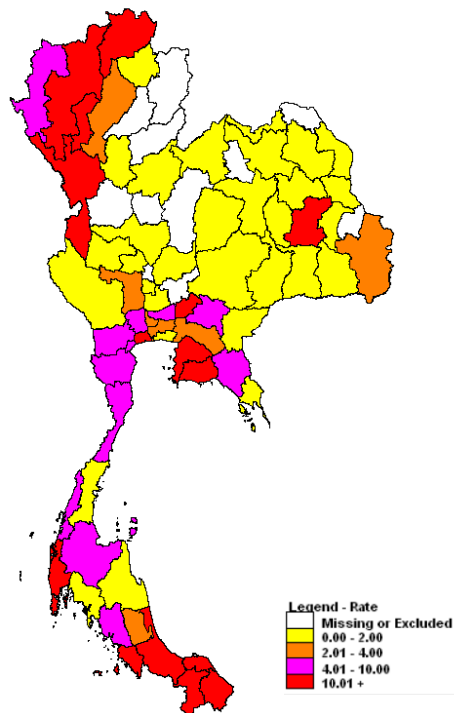 Legend - Rate
Missing or Excluded
0.00 - 2.00
2.01 - 4.00
4.01 - 10.00
10.01 +